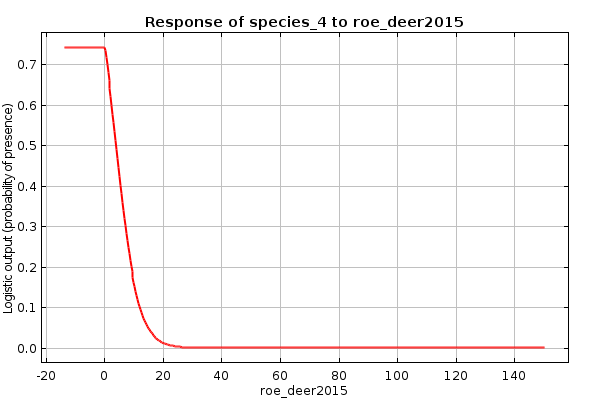 Response of species_4 to roe_deer2015
Logistic output (probability of presence)
0.7
0.6
0.5
0.4
0.3
0.2
0.1
0.0
-20 0 20 40 60 80 100 120 140
roe_deer2015